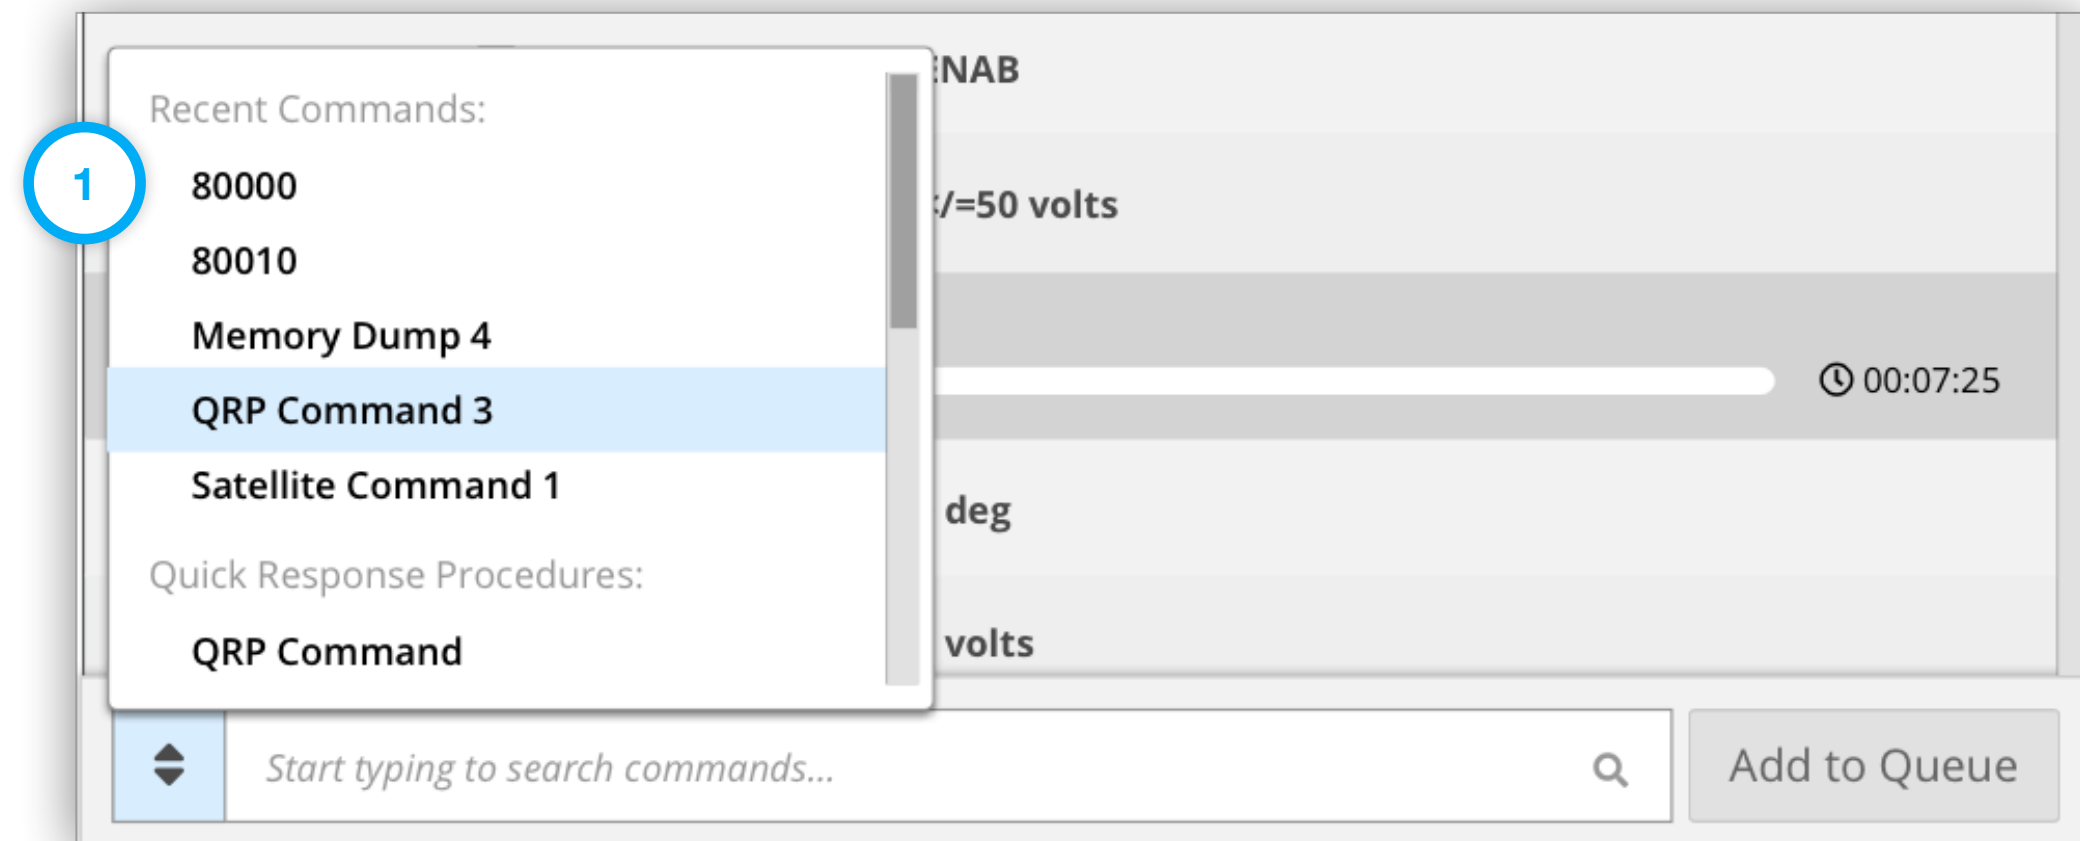 Recent Commands:
1
80000
80010
Memory Dump 4
QRP Command 3
Satellite Command 1
Quick Response Procedures:
QRP Command
ENAB
/=50 volts
00:07:25
deg
volts
Start typing to search commands...
Add to Queue